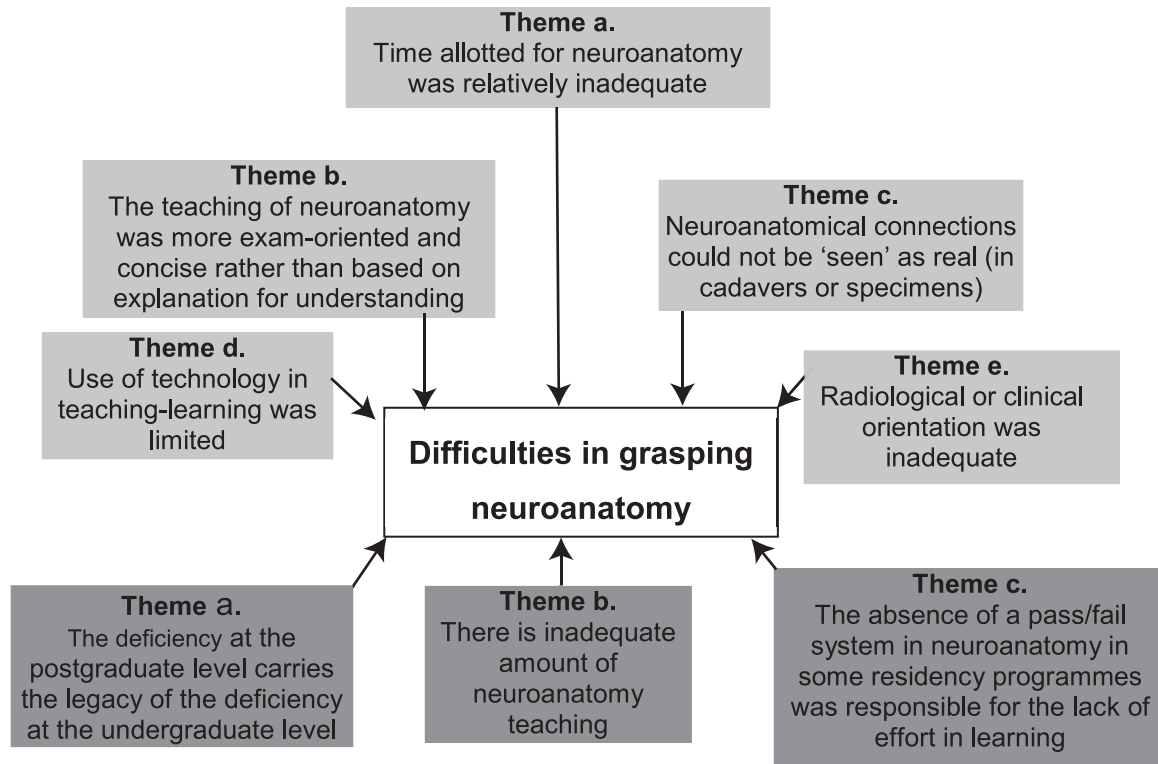 Theme a.
Time allotted for neuroanatomy
was relatively inadequate
Theme b.
The teaching of neuroanatomy
was more exam-oriented and
concise rather than based on
explanation for understanding
Theme c.
Neuroanatomical connections
could not be ‘seen’ as real (in
cadavers or specimens)
Theme d.
Use of technology in
teaching-learning was
limited
Theme e.
Radiological or clinical
orientation was
inadequate
Difficulties in grasping
neuroanatomy
Theme a.
The deficiency at the
postgraduate level carries
the legacy of the deficiency
at the undergraduate level
Theme b.
There is inadequate
amount of
neuroanatomy
teaching
Theme c.
The absence of a pass/fail
system in neuroanatomy in
some residency programmes
was responsible for the lack of
effort in learning